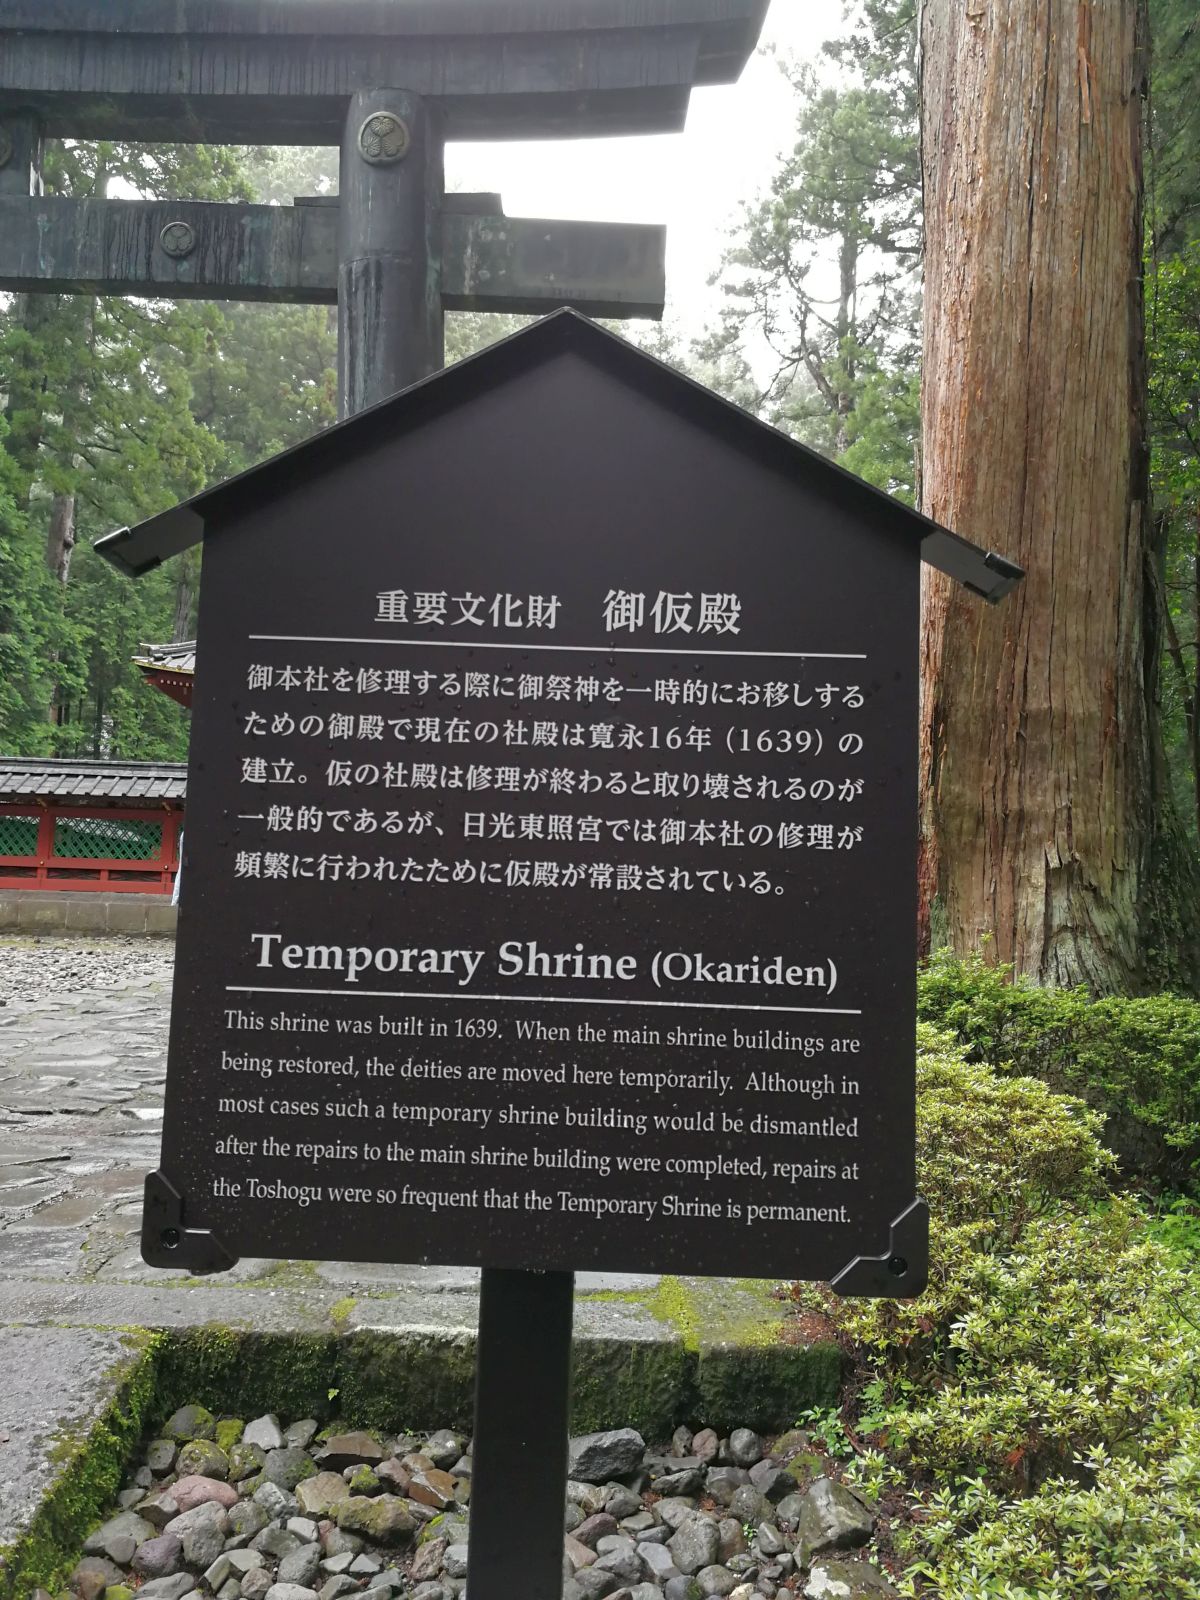 重要文化財　御仮殿
御本社を修理する際に御祭神を一時的にお移しする
ための御殿で現在の社殿は寛永16年 (1639) の
建立。仮の社殿は修理が終わると取り壊されるのが
一般的であるが、日光東照宮では御本社の修理が
頻繁に行われたために仮殿が常設されている。
Temporary Shrine (Okariden)
This shrine was built in 1639. When the main shrine buildings are
being restored, the deities are moved here temporarily. Although in
most cases such a temporary shrine building would be dismantled
after the repairs to the main shrine building were completed, repairs at
the Toshogu were so frequent that the Temporary Shrine is permanent.